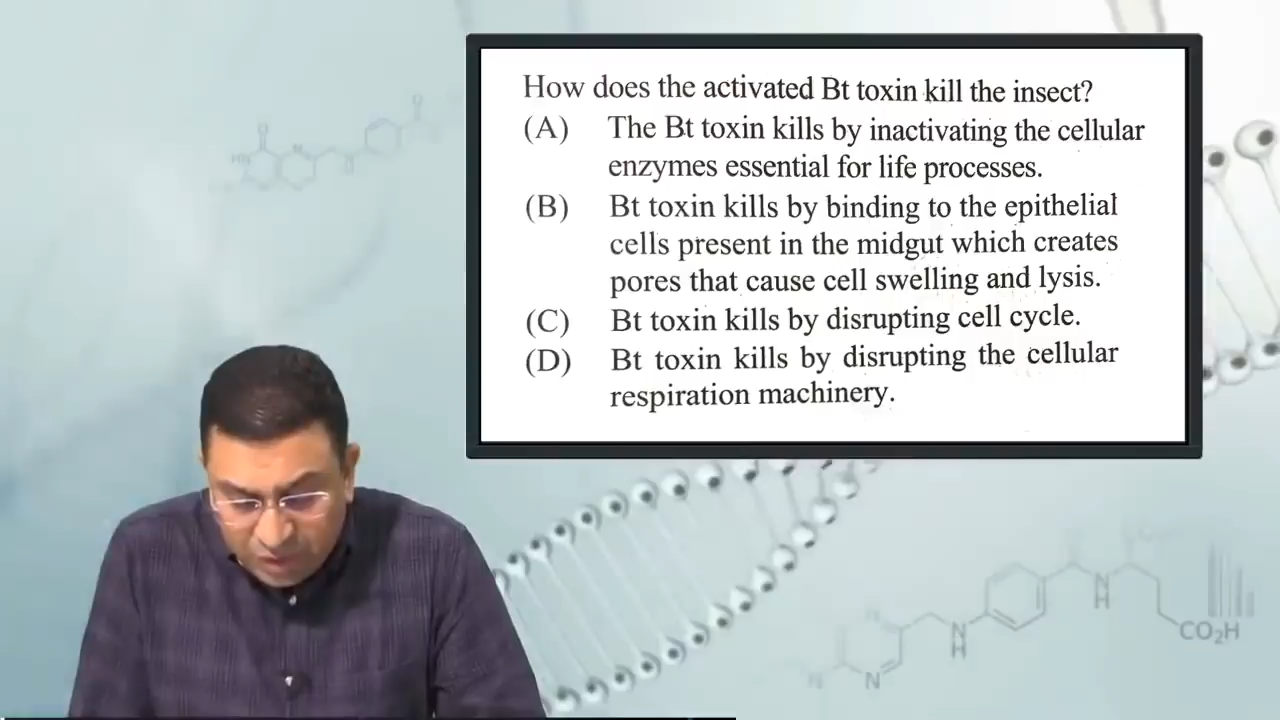 How does the activated Bt toxin kill the insect?
(A) The Bt toxin kills by inactivating the cellular
enzymes essential for life processes.
(B) Bt toxin kills by binding to the epithelial
cells present in the midgut which creates
pores that cause cell swelling and lysis.
(C) Bt toxin kills by disrupting cell cycle.
(D) Bt toxin kills by disrupting the cellular
respiration machinery.
N
H
N
H
N
CO₂H